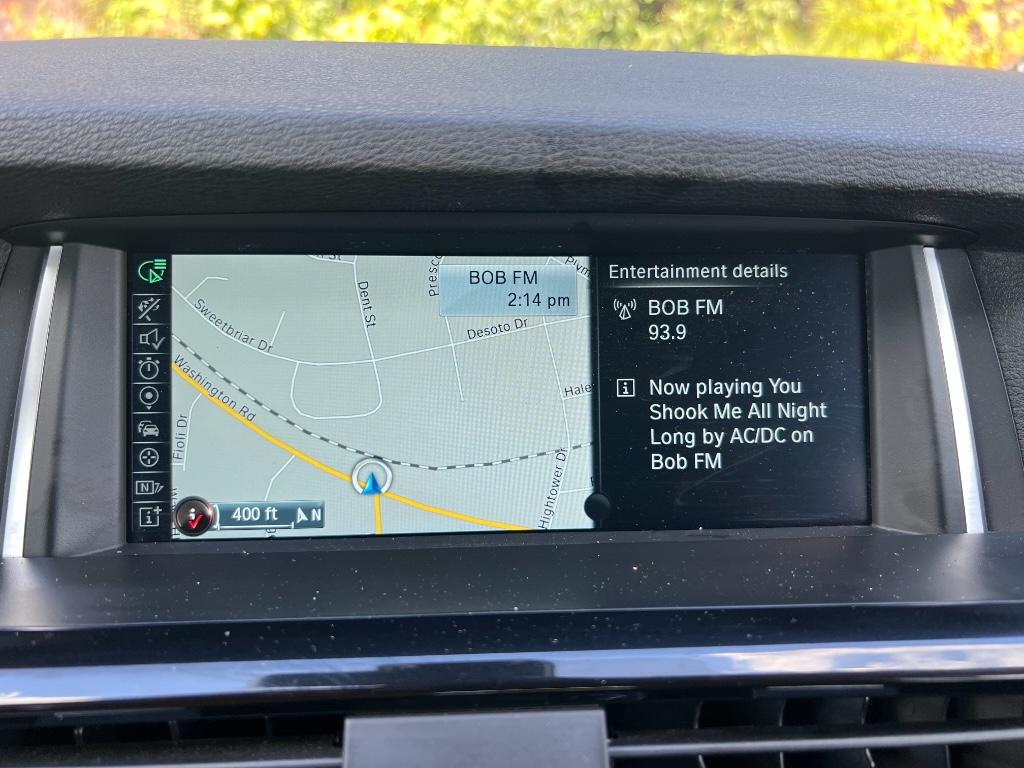 BOB FM
2:14 pm
Dent St
Sweetbriar Dr
Desoto Dr
Washington Rd
Fioli Dr
Hightower Dr
400 ft
N
Entertainment details
BOB FM
93.9
Now playing You
Shook Me All Night
Long by AC/DC on
Bob FM